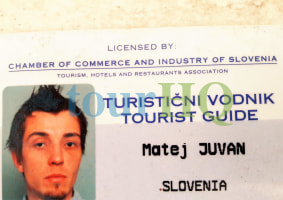 LICENSED BY:
CHAMBER OF COMMERCE AND INDUSTRY OF SLOVENIA
TOURISM, HOTELS AND RESTAURANTS ASSOCIATION
tourHQ
TURISTIČNI VODNIK
TOURIST GUIDE
Matej JUVAN
SLOVENIA